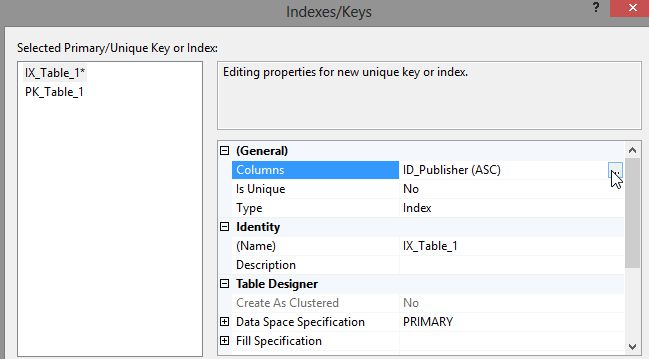 Indexes/Keys
?
Selected Primary/Unique Key or Index:
IX_Table_1*
PK_Table_1
Editing properties for new unique key or index.
(General)
Columns ID_Publisher (ASC) ...
Is Unique No
Type Index
Identity
(Name) IX_Table_1
Description
Table Designer
Create As Clustered No
Data Space Specification PRIMARY
Fill Specification